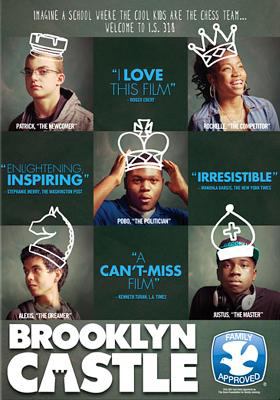 IMAGINE A SCHOOL WHERE THE COOL KIDS ARE THE CHESS TEAM...
WELCOME TO I.S. 318
PATRICK, "THE NEWCOMER"
"I LOVE
THIS FILM"
– ROGER EBERT
ROCHELLE, "THE COMPETITOR"
"ENLIGHTENING,
INSPIRING"
– STEPHANIE MERRY, THE WASHINGTON POST
POBO, "THE POLITICIAN"
"IRRESISTIBLE"
– MANOHLA DARGIS, THE NEW YORK TIMES
ALEXIS, "THE DREAMER"
"A
CAN'T-MISS
FILM"
– KENNETH TURAN, L.A. TIMES
JUSTUS, "THE MASTER"
BROOKLYN
CASTLE
FAMILY
APPROVED